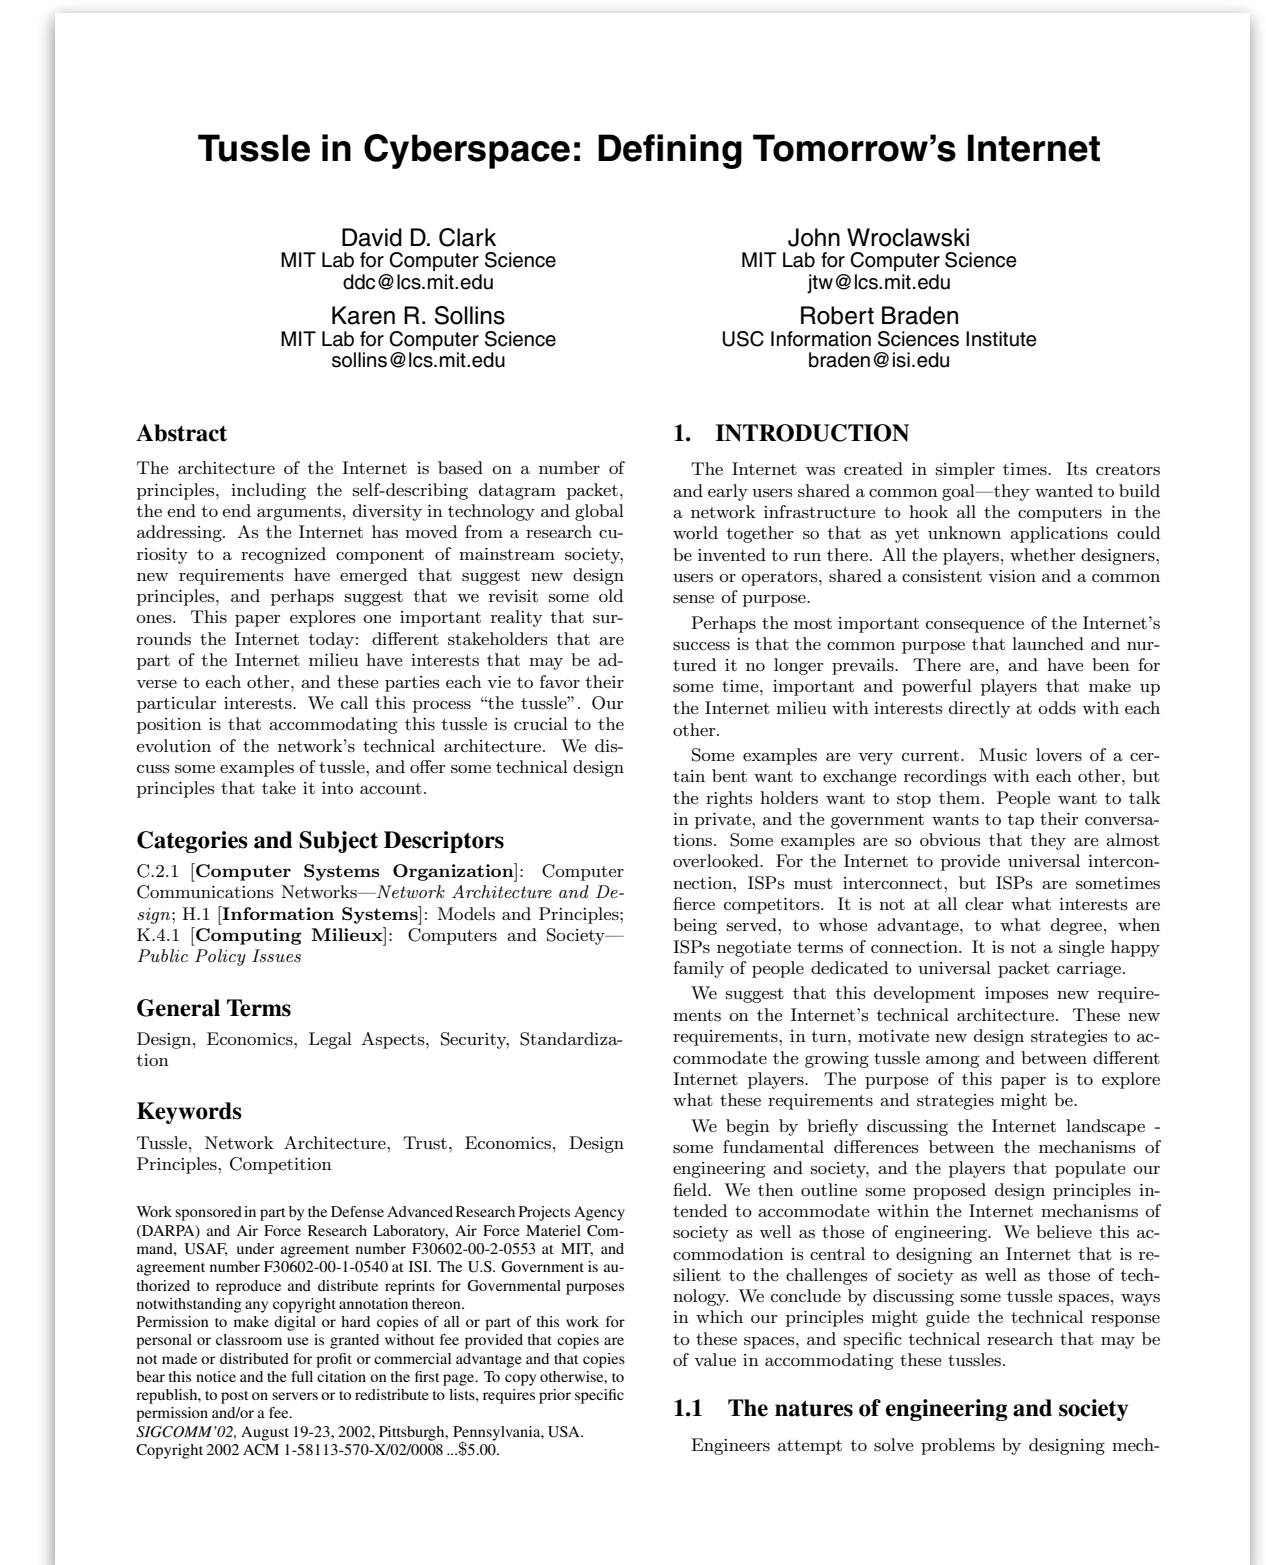 Tussle in Cyberspace: Defining Tomorrow's Internet
David D. Clark
MIT Lab for Computer Science
ddc@lcs.mit.edu
John Wroclawski
MIT Lab for Computer Science
jtw@lcs.mit.edu
Karen R. Sollins
MIT Lab for Computer Science
sollins@lcs.mit.edu
Robert Braden
USC Information Sciences Institute
braden@isi.edu
Abstract
The architecture of the Internet is based on a number of
principles, including the self-describing datagram packet,
the end to end arguments, diversity in technology and global
addressing. As the Internet has moved from a research cu-
riosity to a recognized component of mainstream society,
new requirements have emerged that suggest new design
principles, and perhaps suggest that we revisit some old
ones. This paper explores one important reality that sur-
rounds the Internet today: different stakeholders that are
part of the Internet milieu have interests that may be ad-
verse to each other, and these parties each vie to favor their
particular interests. We call this process “the tussle”. Our
position is that accommodating this tussle is crucial to the
evolution of the network's technical architecture. We dis-
cuss some examples of tussle, and offer some technical design
principles that take it into account.
Categories and Subject Descriptors
C.2.1 [Computer Systems Organization]: Computer
Communications Networks—Network Architecture and De-
sign; H.1 [Information Systems]: Models and Principles;
K.4.1 [Computing Milieux]: Computers and Society—
Public Policy Issues
General Terms
Design, Economics, Legal Aspects, Security, Standardiza-
tion
Keywords
Tussle, Network Architecture, Trust, Economics, Design
Principles, Competition
Work sponsored in part by the Defense Advanced Research Projects Agency
(DARPA) and Air Force Research Laboratory, Air Force Materiel Com-
mand, USAF, under agreement number F30602-00-2-0553 at MIT, and
agreement number F30602-00-1-0540 at ISI. The U.S. Government is au-
thorized to reproduce and distribute reprints for Governmental purposes
notwithstanding any copyright annotation thereon.
Permission to make digital or hard copies of all or part of this work for
personal or classroom use is granted without fee provided that copies are
not made or distributed for profit or commercial advantage and that copies
bear this notice and the full citation on the first page. To copy otherwise, to
republish, to post on servers or to redistribute to lists, requires prior specific
permission and/or a fee.
SIGCOMM'02, August 19-23, 2002, Pittsburgh, Pennsylvania, USA.
Copyright 2002 ACM 1-58113-570-X/02/0008 ...$5.00.
1. INTRODUCTION
The Internet was created in simpler times. Its creators
and early users shared a common goal—they wanted to build
a network infrastructure to hook all the computers in the
world together so that as yet unknown applications could
be invented to run there. All the players, whether designers,
users or operators, shared a consistent vision and a common
sense of purpose.
Perhaps the most important consequence of the Internet's
success is that the common purpose that launched and nur-
tured it no longer prevails. There are, and have been for
some time, important and powerful players that make up
the Internet milieu with interests directly at odds with each
other.
Some examples are very current. Music lovers of a cer-
tain bent want to exchange recordings with each other, but
the rights holders want to stop them. People want to talk
in private, and the government wants to tap their conversa-
tions. Some examples are so obvious that they are almost
overlooked. For the Internet to provide universal intercon-
nection, ISPs must interconnect, but ISPs are sometimes
fierce competitors. It is not at all clear what interests are
being served, to whose advantage, to what degree, when
ISPs negotiate terms of connection. It is not a single happy
family of people dedicated to universal packet carriage.
We suggest that this development imposes new require-
ments on the Internet's technical architecture. These new
requirements, in turn, motivate new design strategies to ac-
commodate the growing tussle among and between different
Internet players. The purpose of this paper is to explore
what these requirements and strategies might be.
We begin by briefly discussing the Internet landscape -
some fundamental differences between the mechanisms of
engineering and society, and the players that populate our
field. We then outline some proposed design principles in-
tended to accommodate within the Internet mechanisms of
society as well as those of engineering. We believe this ac-
commodation is central to designing an Internet that is re-
silient to the challenges of society as well as those of tech-
nology. We conclude by discussing some tussle spaces, ways
in which our principles might guide the technical response
to these spaces, and specific technical research that may be
of value in accommodating these tussles.
1.1 The natures of engineering and society
Engineers attempt to solve problems by designing mech-